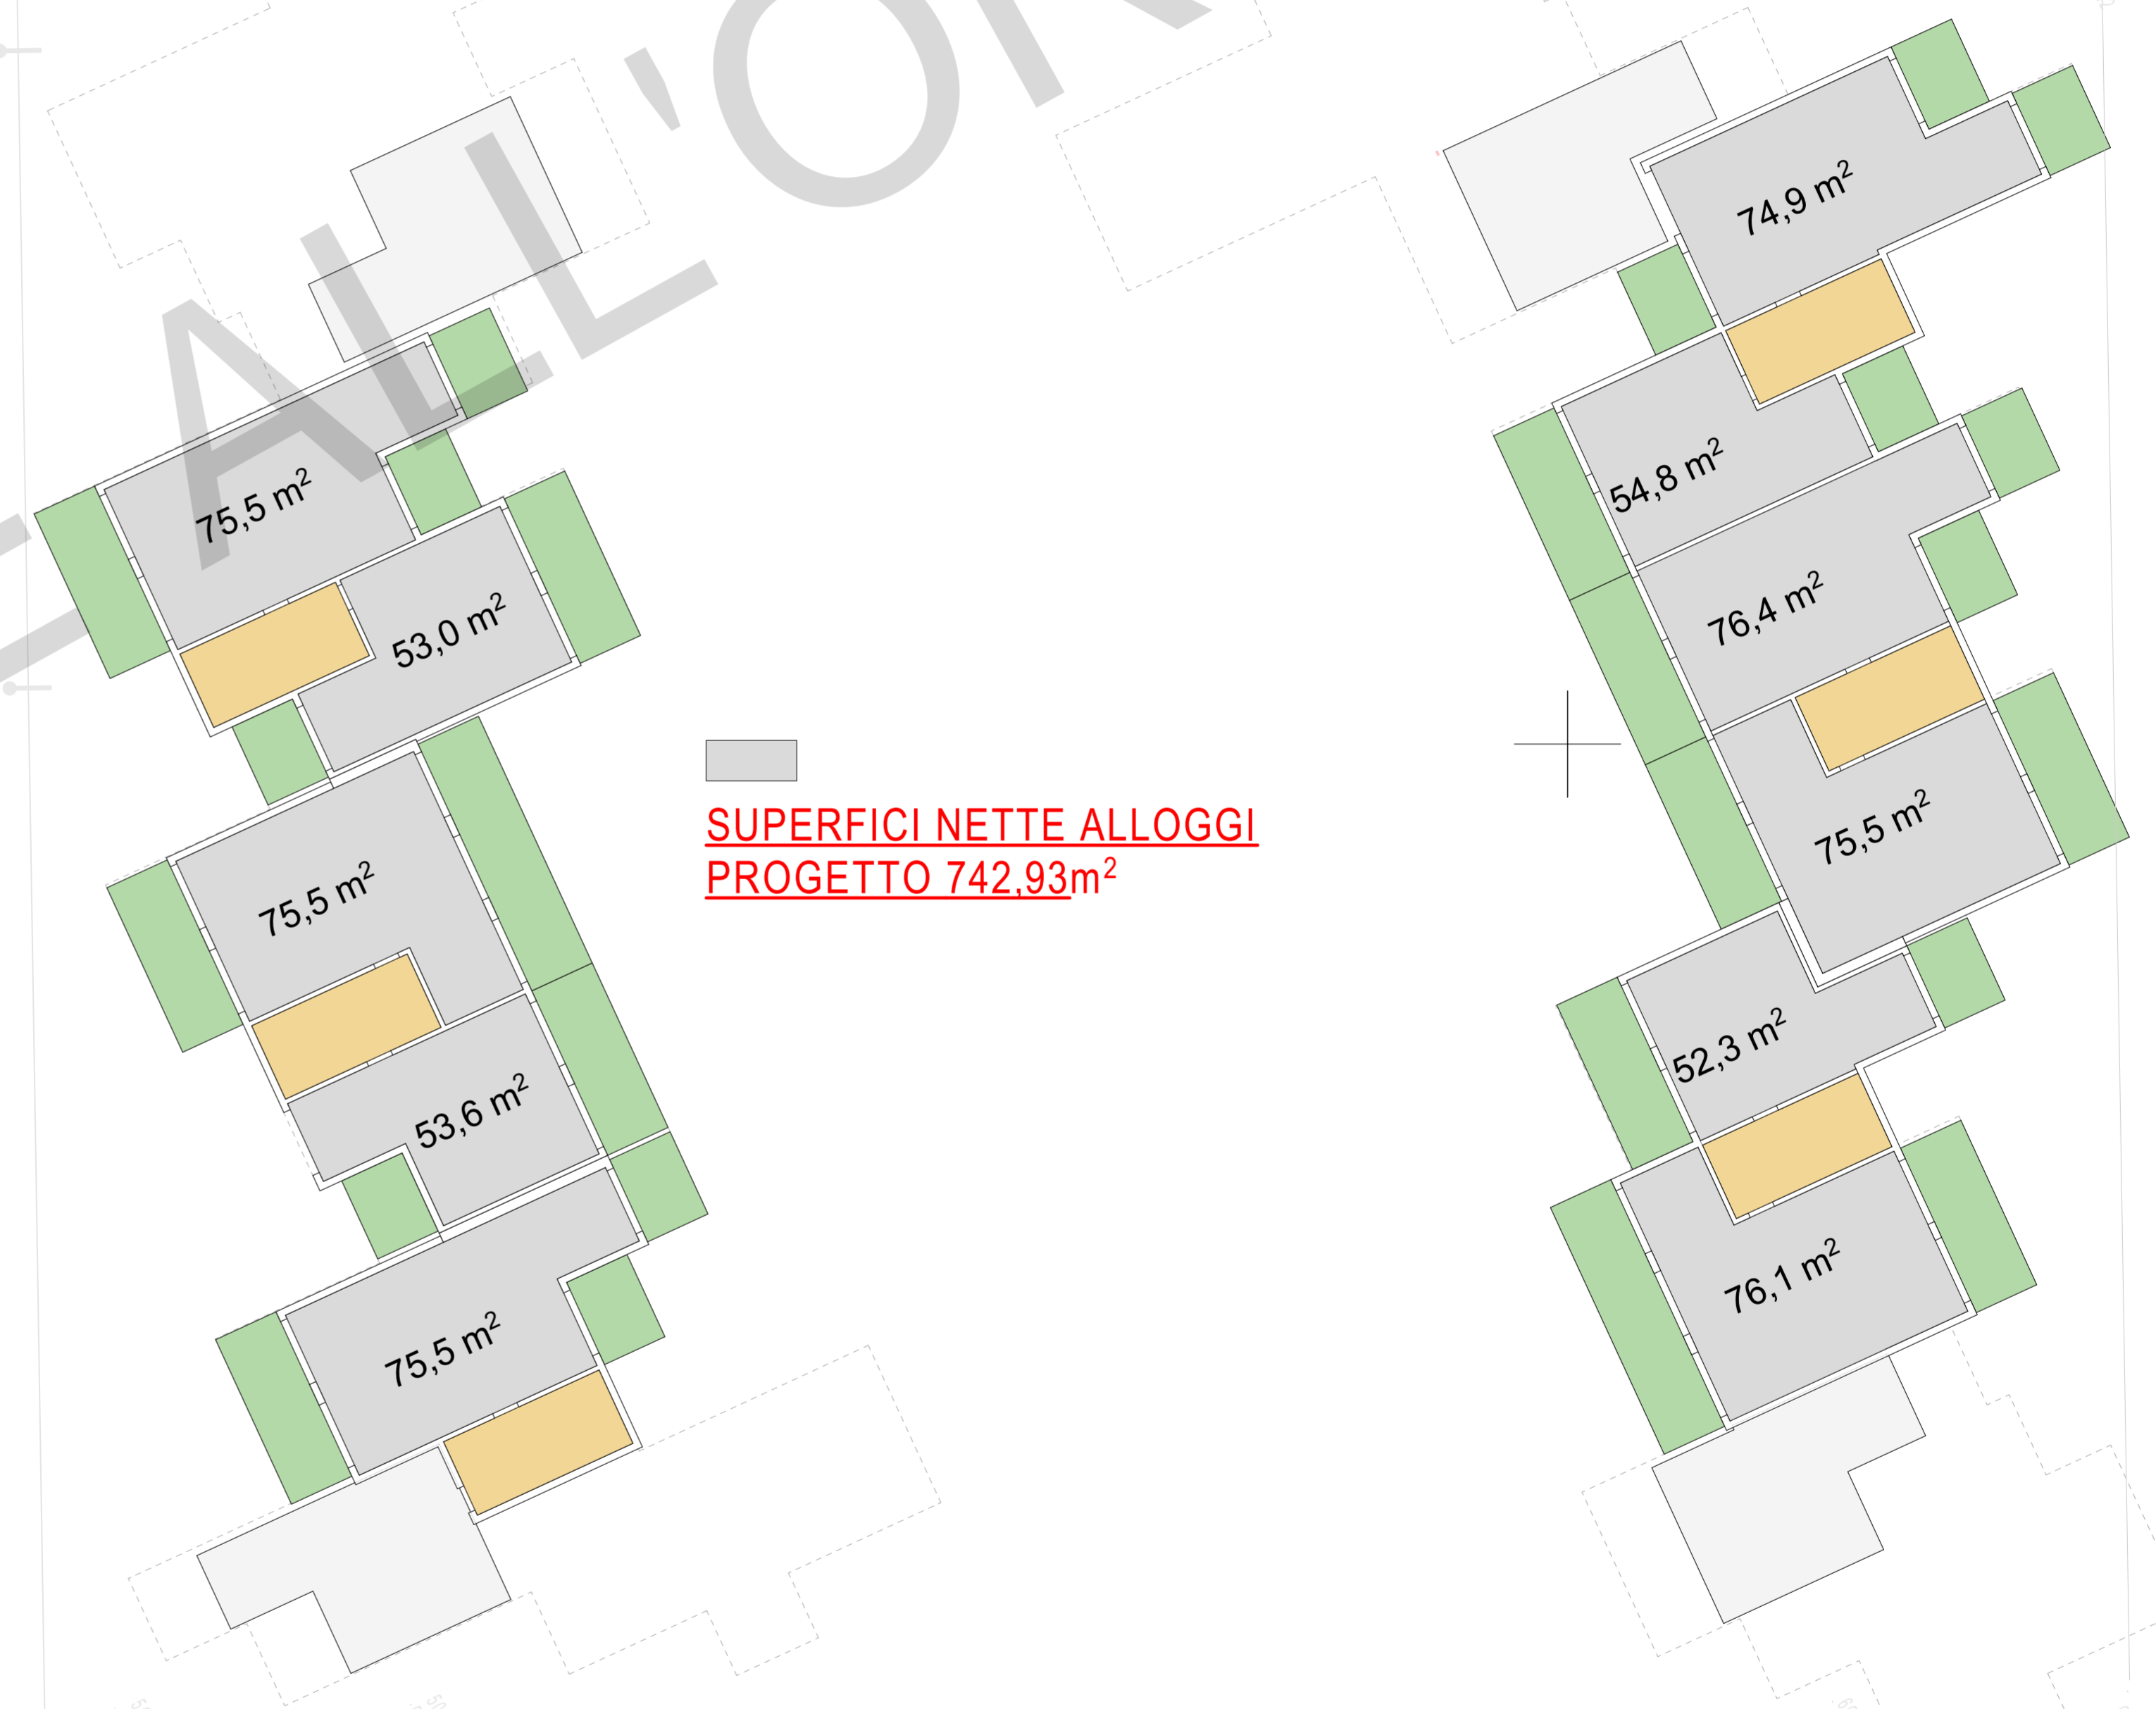 ALL'O
74,9 m²
54,8 m²
75,5 m²
76,4 m²
53,0 m²
75,5 m²
SUPERFICI NETTE ALLOGGI
PROGETTO 742,93m²
75,5 m²
52,3 m²
53,6 m²
76,1 m²
75,5 m²